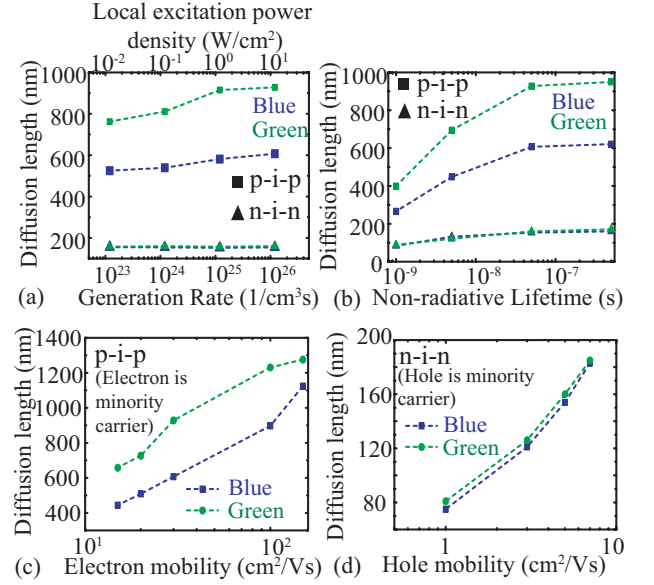 Local excitation power
density (W/cm²)
10⁻² 10⁻¹ 10⁰ 10¹
Diffusion length (nm)
1000
800
600
400
200
Blue
Green
p-i-p
n-i-n
10²³ 10²⁴ 10²⁵ 10²⁶
(a) Generation Rate (1/cm³s)
Diffusion length (nm)
1000
800
600
400
200
0
p-i-p
n-i-n
Blue
Green
10⁻⁹ 10⁻⁸ 10⁻⁷
(b) Non-radiative Lifetime (s)
Diffusion length (nm)
1400
1200
1000
800
600
400
p-i-p
(Electron is
minority
carrier)
Blue
Green
10¹ 10²
(c) Electron mobility (cm²/Vs)
Diffusion length (nm)
200
160
120
80
n-i-n
(Hole is minority
carrier)
Blue
Green
1 10
(d) Hole mobility (cm²/Vs)